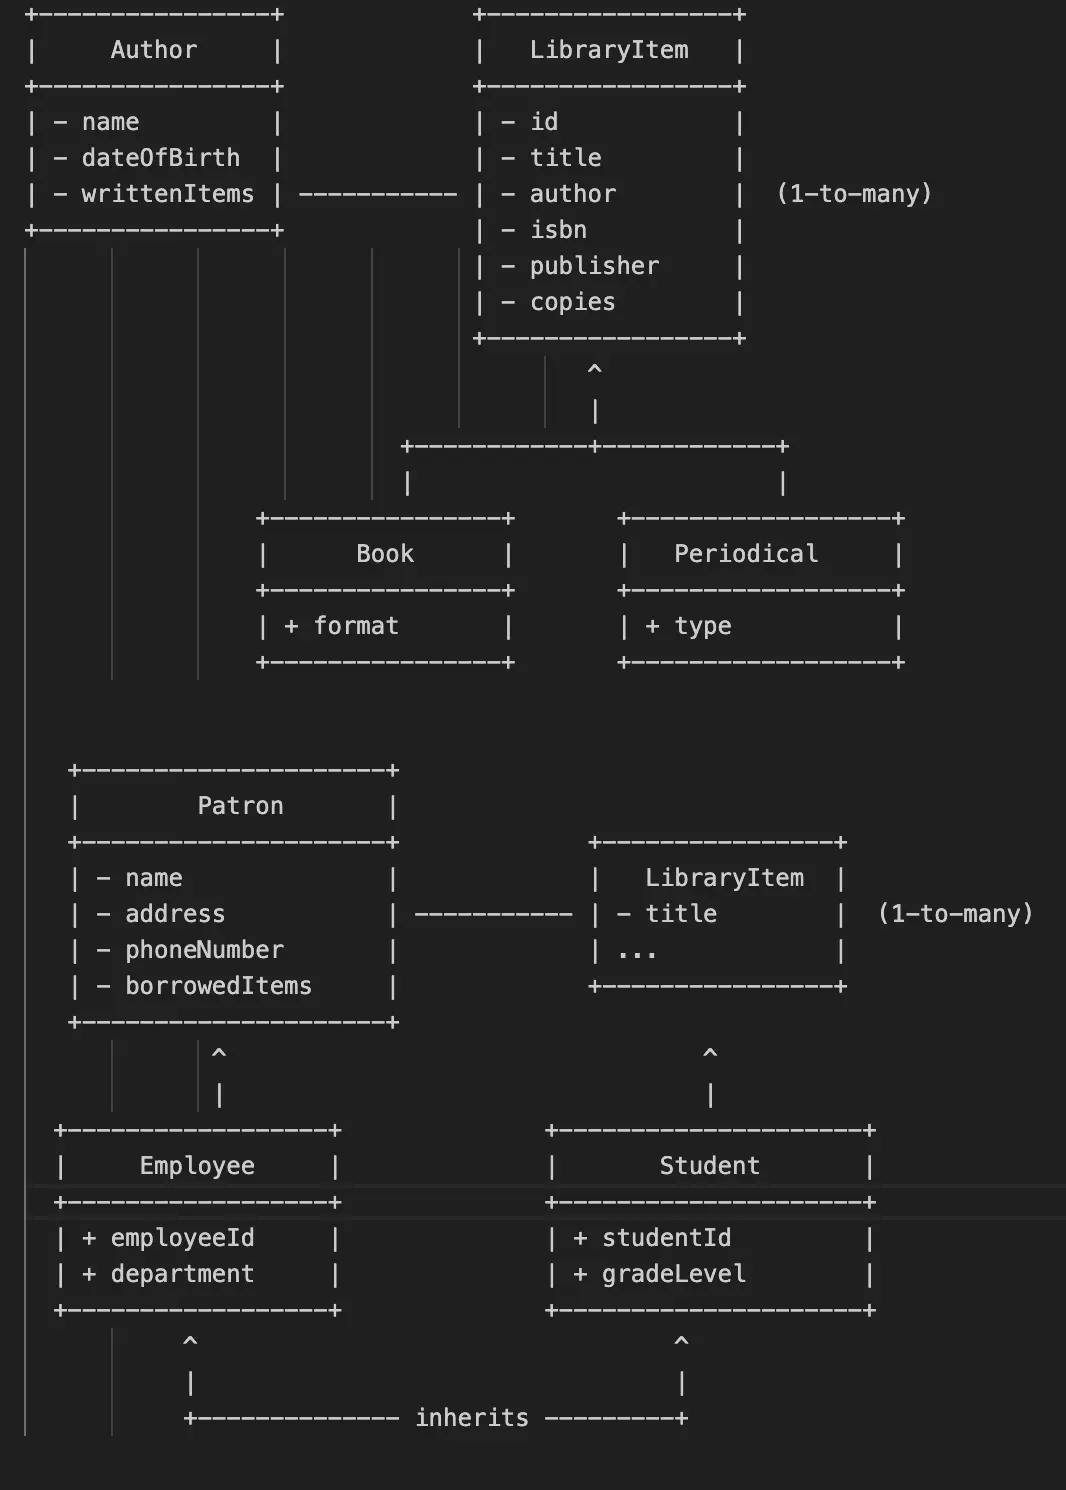 +----------------+             +-----------------+
|     Author     |             |   LibraryItem   |
+----------------+             +-----------------+
| - name         |             | - id            |
| - dateOfBirth  |             | - title         |
| - writtenItems | ----------- | - author        |  (1-to-many)
+----------------+             | - isbn          |
                               | - publisher     |
                               | - copies        |
                               +-----------------+
                                       ^
                                       |
                          +------------+------------+
                          |                         |
                +----------------+       +------------------+
                |      Book      |       |   Periodical     |
                +----------------+       +------------------+
                | + format       |       | + type           |
                +----------------+       +------------------+
   +---------------------+
   |        Patron       |
   +---------------------+             +----------------+
   | - name              |             |   LibraryItem  |
   | - address           | ----------- | - title        |  (1-to-many)
   | - phoneNumber       |             | ...            |
   | - borrowedItems     |             +----------------+
   +---------------------+
             ^                                 ^
             |                                 |
  +------------------+              +---------------------+
  |     Employee     |              |       Student       |
  +------------------+              +---------------------+
  | + employeeId     |              | + studentId         |
  | + department     |              | + gradeLevel        |
  +------------------+              +---------------------+
           ^                                 ^
           |                                 |
           +-------------- inherits ---------+